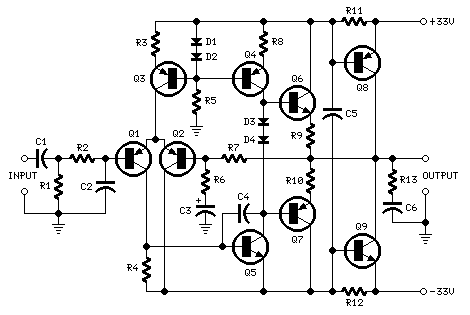 R11
+33V
R3
D1
D2
Q4
R8
Q3
Q6
Q8
R5
C5
D3
R9
C1
Q1
Q2
D4
R2
R7
INPUT
OUTPUT
R1
C2
R6
R10
R13
+
C3
C4
C6
Q7
Q9
R4
Q5
R12
-33V